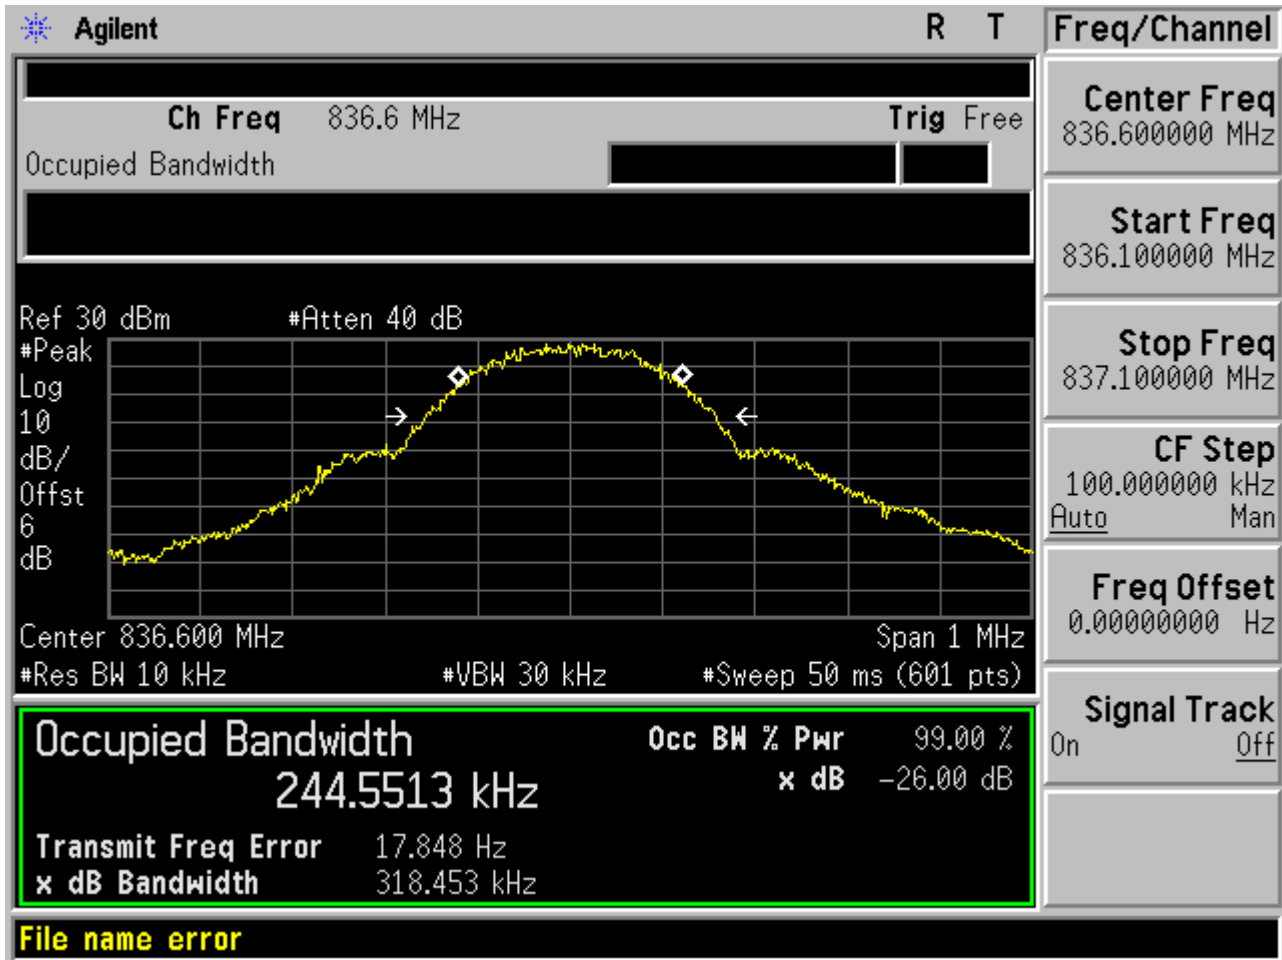 Agilent R T Freq/Channel
Ch Freq 836.6 MHz Trig Free
Occupied Bandwidth
Center Freq
836.600000 MHz
Start Freq
836.100000 MHz
Stop Freq
837.100000 MHz
CF Step
100.000000 kHz
Auto Man
Freq Offset
0.00000000 Hz
Signal Track
On Off
Ref 30 dBm #Atten 40 dB
#Peak
Log
10
dB/
Offst
6
dB
Center 836.600 MHz Span 1 MHz
#Res BW 10 kHz #VBW 30 kHz #Sweep 50 ms (601 pts)
Occupied Bandwidth Occ BW % Pwr 99.00 %
244.5513 kHz x dB -26.00 dB
Transmit Freq Error 17.848 Hz
x dB Bandwidth 318.453 kHz
File name error